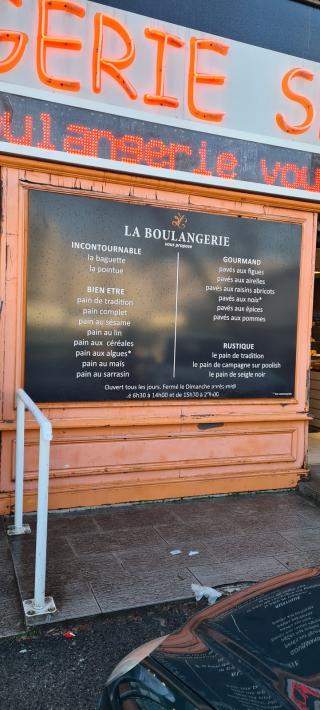 GERIE S
oulangerie vou
LA BOULANGERIE
vous propose
INCONTOURNABLE
la baguette
la pointue
BIEN ETRE
pain de tradition
pain complet
pain au sésame
pain au lin
pain aux céréales
pain aux algues*
pain au maïs
pain au sarrasin
GOURMAND
pavés aux figues
pavés aux airelles
pavés aux raisins abricots
pavés aux noix*
pavés aux épices
pavés aux pommes
RUSTIQUE
le pain de tradition
le pain de campagne sur poolish
le pain de seigle noir
Ouvert tous les jours. Fermé le Dimanche après-midi
6h30 à 14h00 et de 15h30 à